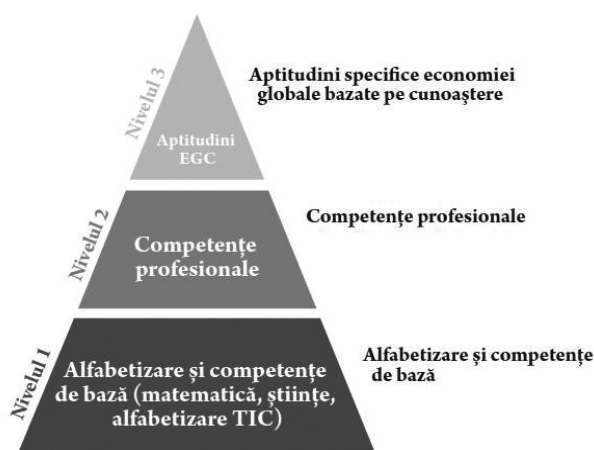 Nivelul 3
Aptitudini
EGC
Aptitudini specifice economiei
globale bazate pe cunoaștere
Nivelul 2
Competențe
profesionale
Competențe profesionale
Nivelul 1
Alfabetizare și competențe
de bază (matematică, științe,
alfabetizare TIC)
Alfabetizare și competențe
de bază